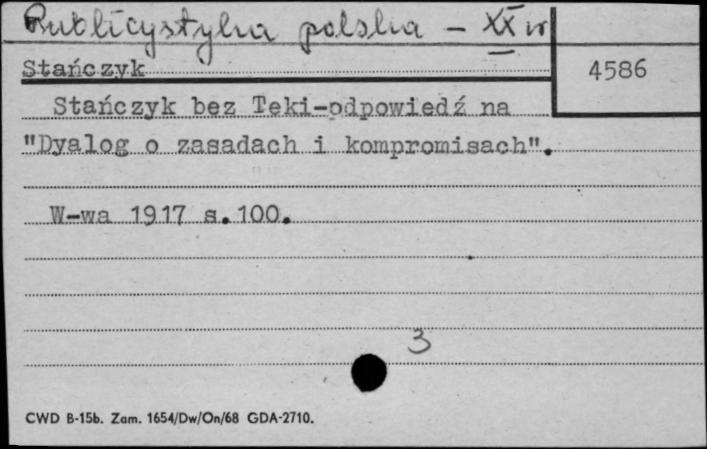 Publicystyka polska - XX w
Stańczyk
4586
Stańczyk bez Teki-odpowiedź na
"Dyalog o zasadach i kompromisach".
W-wa 1917 s.100.
3
CWD B-15b. Zam. 1654/Dw/On/68 GDA-2710.